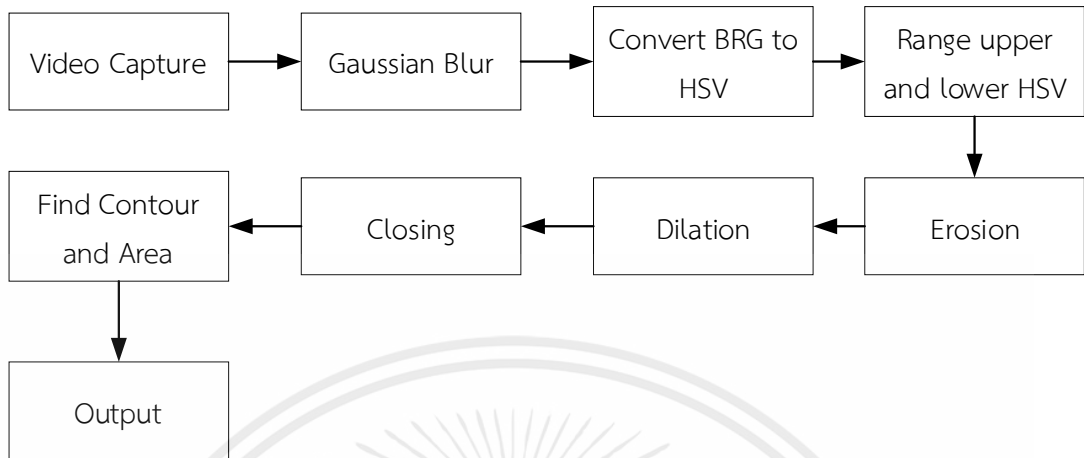 Video Capture
Gaussian Blur
Convert BRG to
HSV
Range upper
and lower HSV
Erosion
Dilation
Closing
Find Contour
and Area
Output